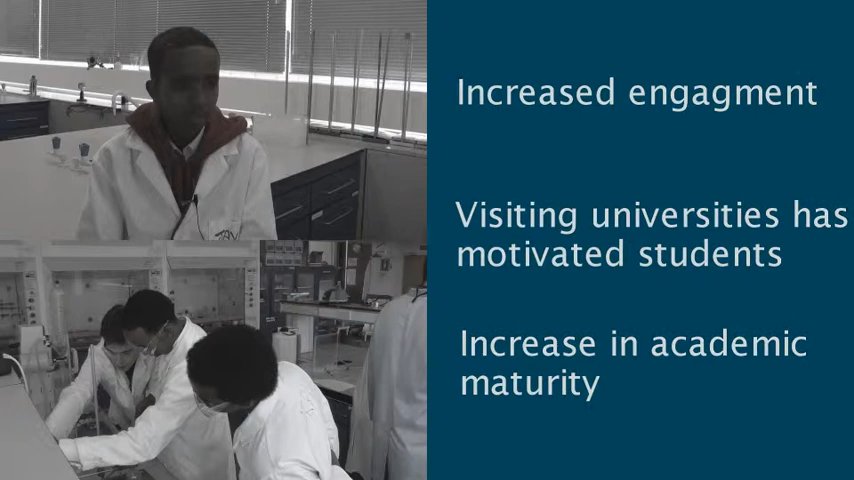 Increased engagment
Visiting universities has
motivated students
Increase in academic
maturity